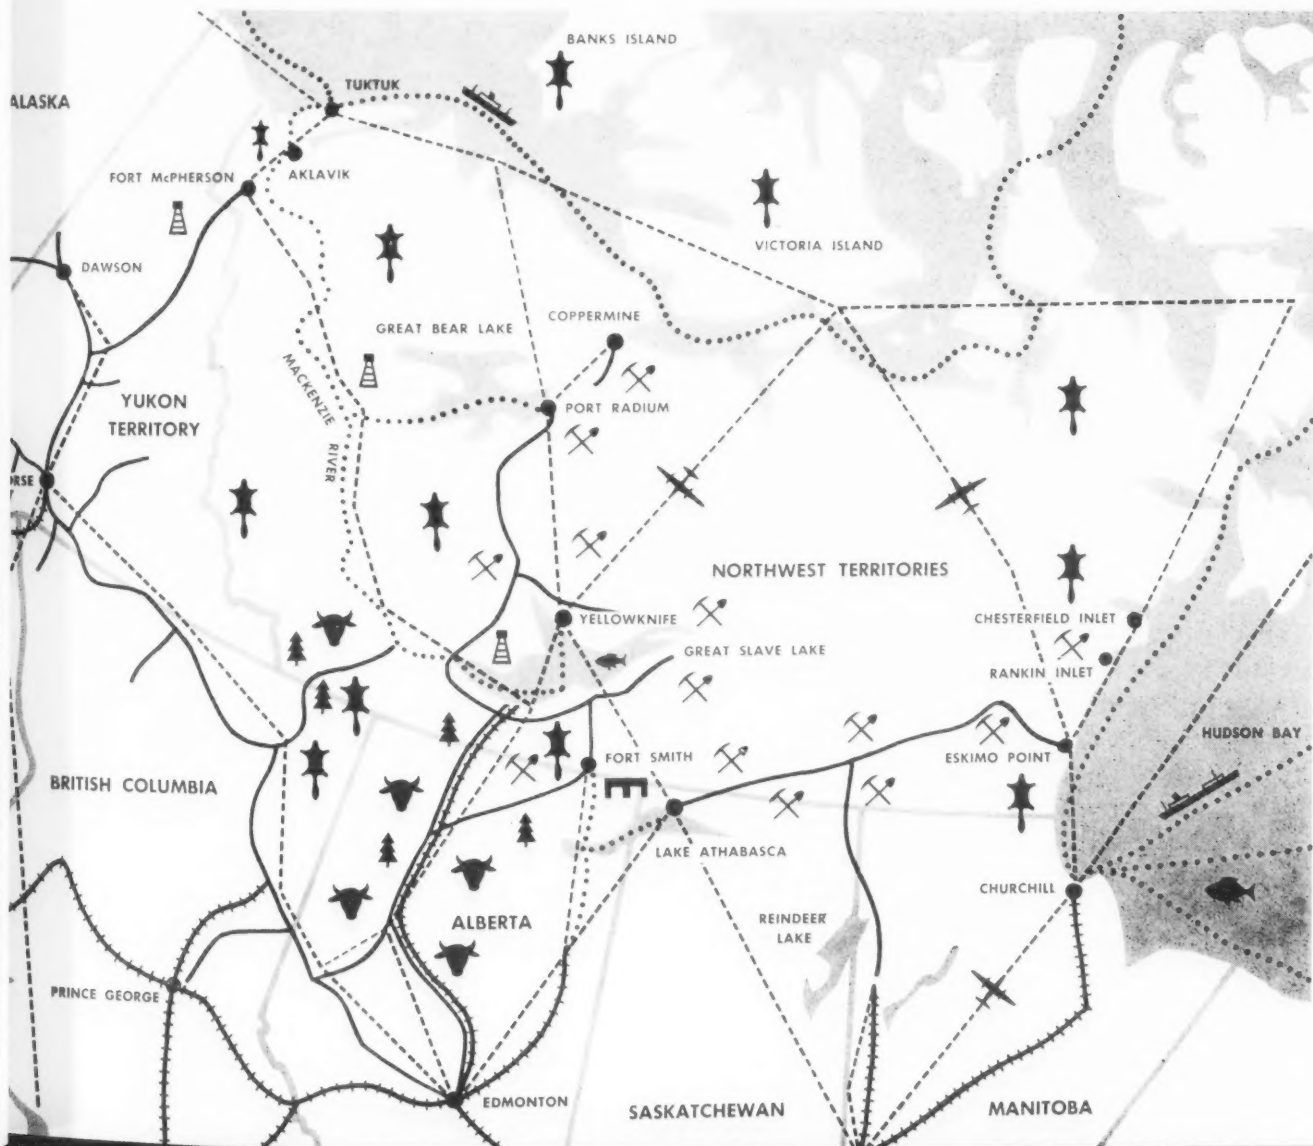 BANKS ISLAND
TUKTUK
ALASKA
AKLAVIK
FORT McPHERSON
VICTORIA ISLAND
DAWSON
COPPERMINE
GREAT BEAR LAKE
MACKENZIE
RIVER
PORT RADIUM
YUKON
TERRITORY
ORSE
NORTHWEST TERRITORIES
YELLOWKNIFE
CHESTERFIELD INLET
GREAT SLAVE LAKE
RANKIN INLET
HUDSON BAY
FORT SMITH
ESKIMO POINT
BRITISH COLUMBIA
LAKE ATHABASCA
CHURCHILL
ALBERTA
REINDEER
LAKE
PRINCE GEORGE
EDMONTON
SASKATCHEWAN
MANITOBA